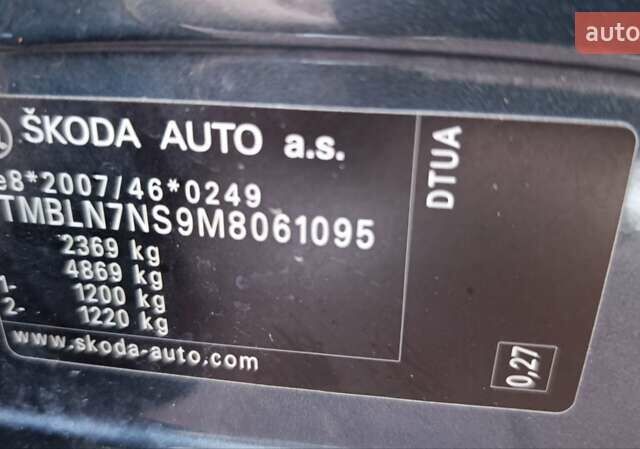 auto
ŠKODA AUTO a.s.
e8*2007/46*0249
TMBLN7NS9M8061095
2369 kg
4869 kg
1- 1200 kg
2- 1220 kg
www.skoda-auto.com
DTUA
0,27